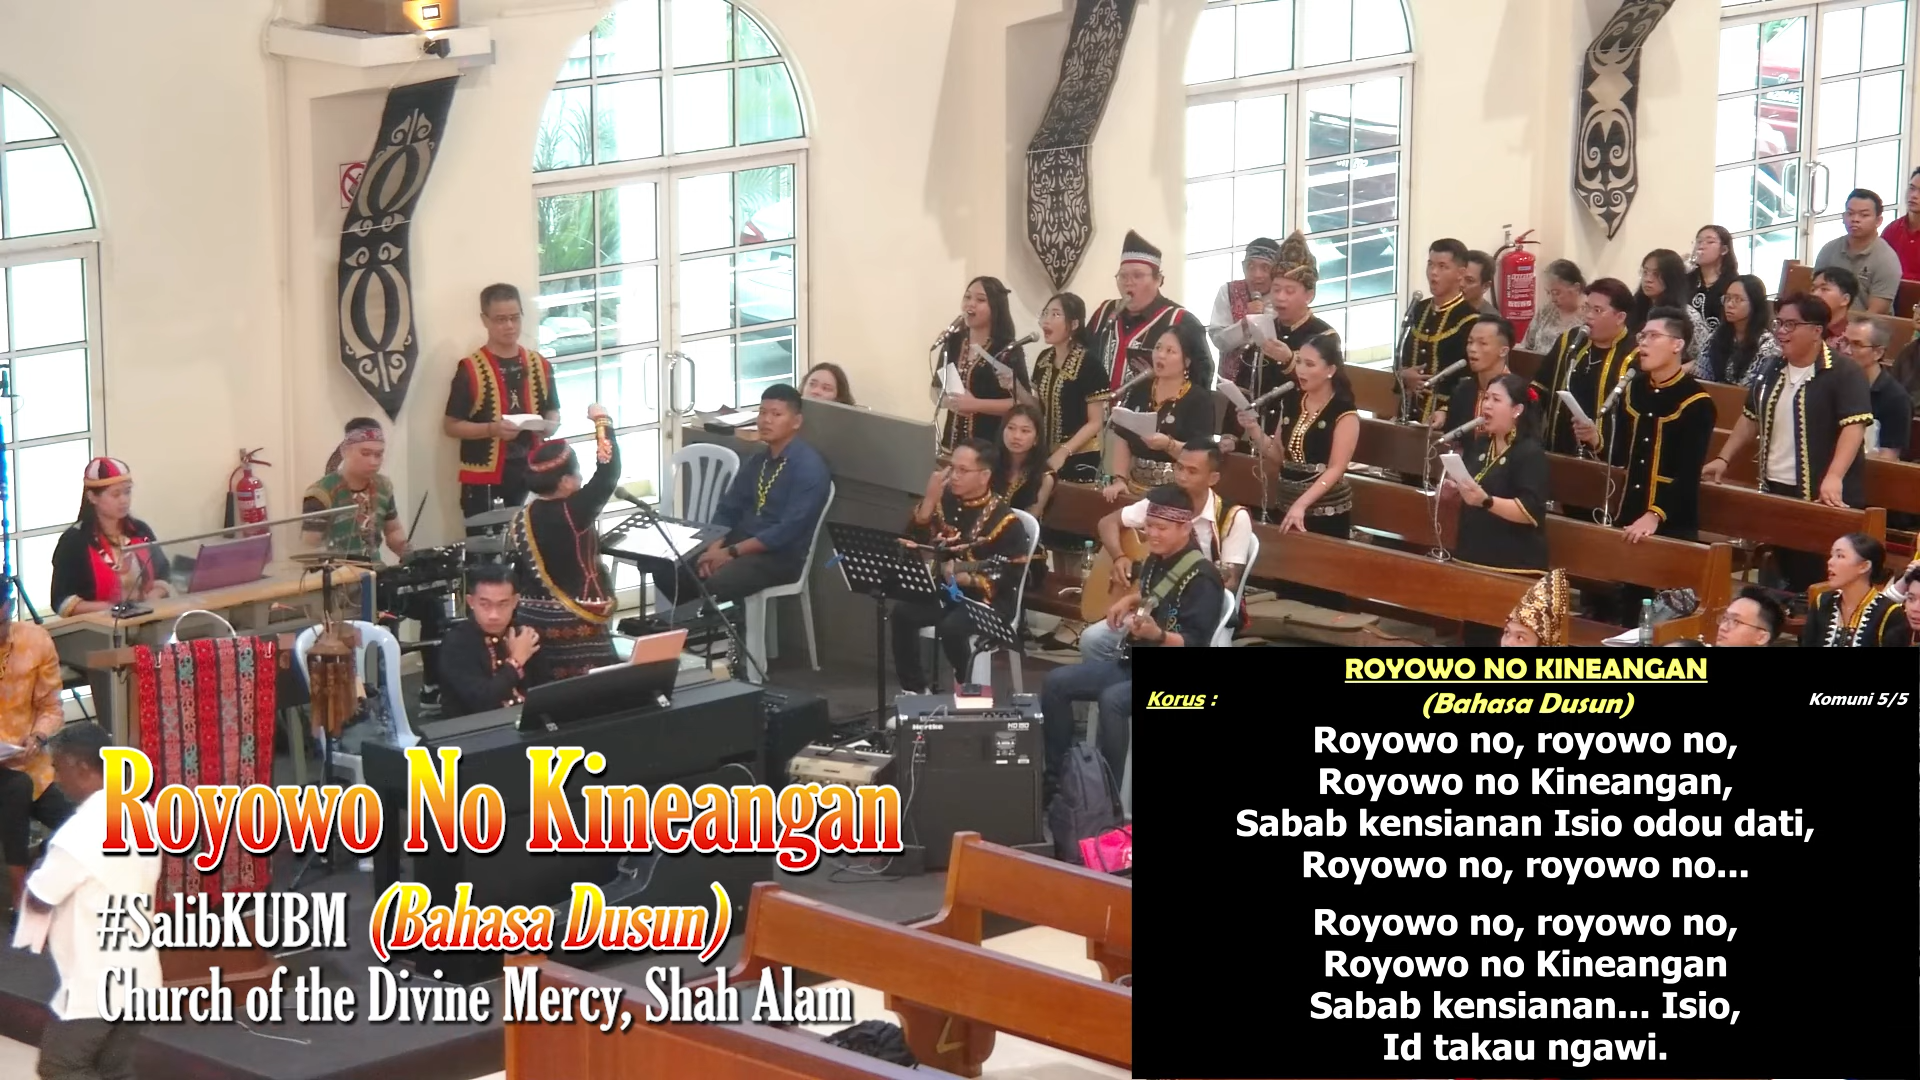 Royowo No Kineangan
#SalibKUBM (Bahasa Dusun)
Church of the Divine Mercy, Shah Alam
ROYOWO NO KINEANGAN
(Bahasa Dusun)
Korus :
Komuni 5/5
Royowo no, royowo no,
Royowo no Kineangan,
Sabab kensianan Isio odou dati,
Royowo no, royowo no...
Royowo no, royowo no,
Royowo no Kineangan
Sabab kensianan... Isio,
Id takau ngawi.
Hartke
HD150